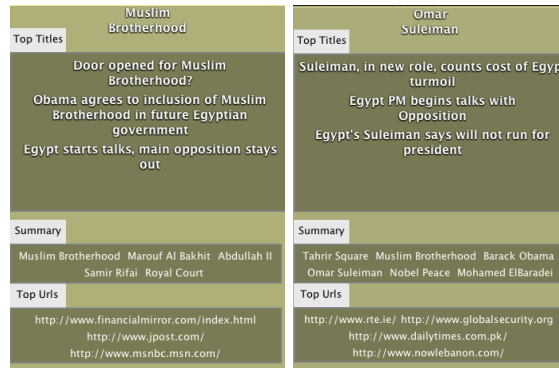 Muslim
Brotherhood
Top Titles
Door opened for Muslim
Brotherhood?
Obama agrees to inclusion of Muslim
Brotherhood in future Egyptian
government
Egypt starts talks, main opposition stays
out
Summary
Muslim Brotherhood Marouf Al Bakhit Abdullah II
Samir Rifai Royal Court
Top Urls
http://www.financialmirror.com/index.html
http://www.jpost.com/
http://www.msnbc.msn.com/
Omar
Suleiman
Top Titles
Suleiman, in new role, counts cost of Egypt
turmoil
Egypt PM begins talks with
Opposition
Egypt's Suleiman says will not run for
president
Summary
Tahrir Square Muslim Brotherhood Barack Obama
Omar Suleiman Nobel Peace Mohamed ElBaradei
Top Urls
http://www.rte.ie/ http://www.globalsecurity.org
http://www.dailytimes.com.pk/
http://www.nowlebanon.com/